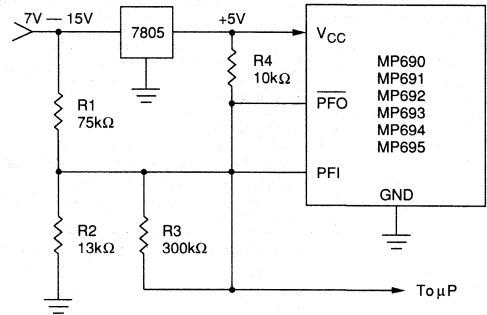 7V — 15V
7805
+5V
VCC
R4
10kΩ
MP690
MP691
MP692
MP693
MP694
MP695
PFO
R1
75kΩ
PFI
GND
R2
13kΩ
R3
300kΩ
To μP